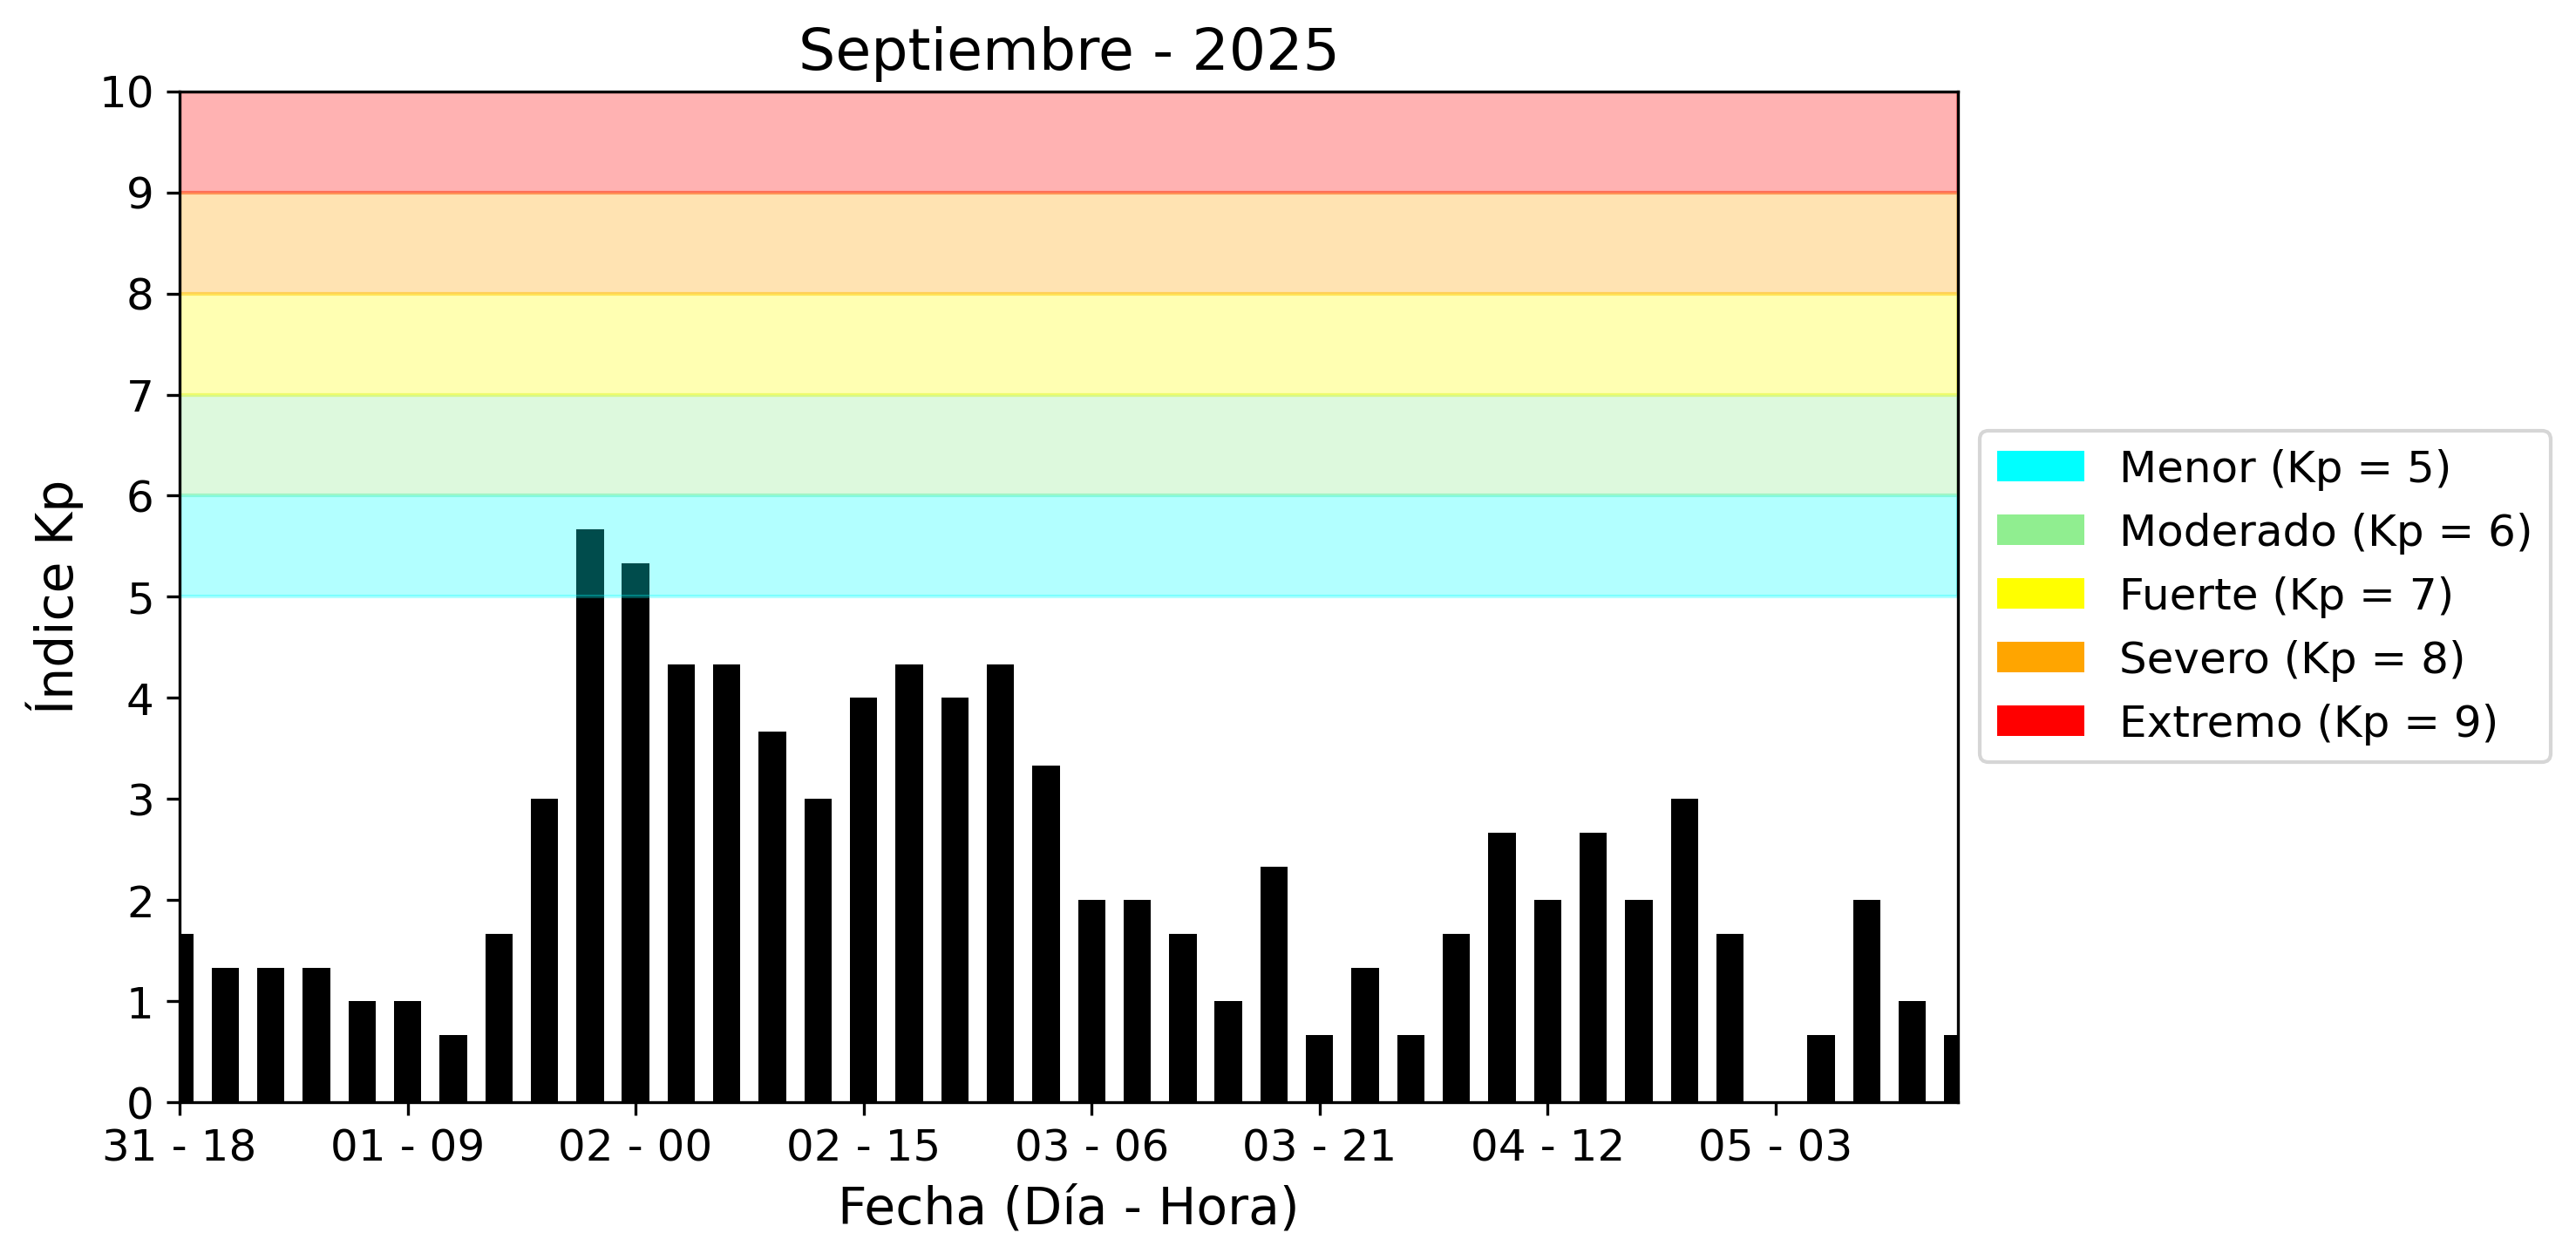 Septiembre - 2025
10
9
8
7
6
5
4
3
2
1
0
Índice Kp
31 - 18
01 - 09
02 - 00
02 - 15
03 - 06
03 - 21
04 - 12
05 - 03
Fecha (Día - Hora)
Menor (Kp = 5)
Moderado (Kp = 6)
Fuerte (Kp = 7)
Severo (Kp = 8)
Extremo (Kp = 9)